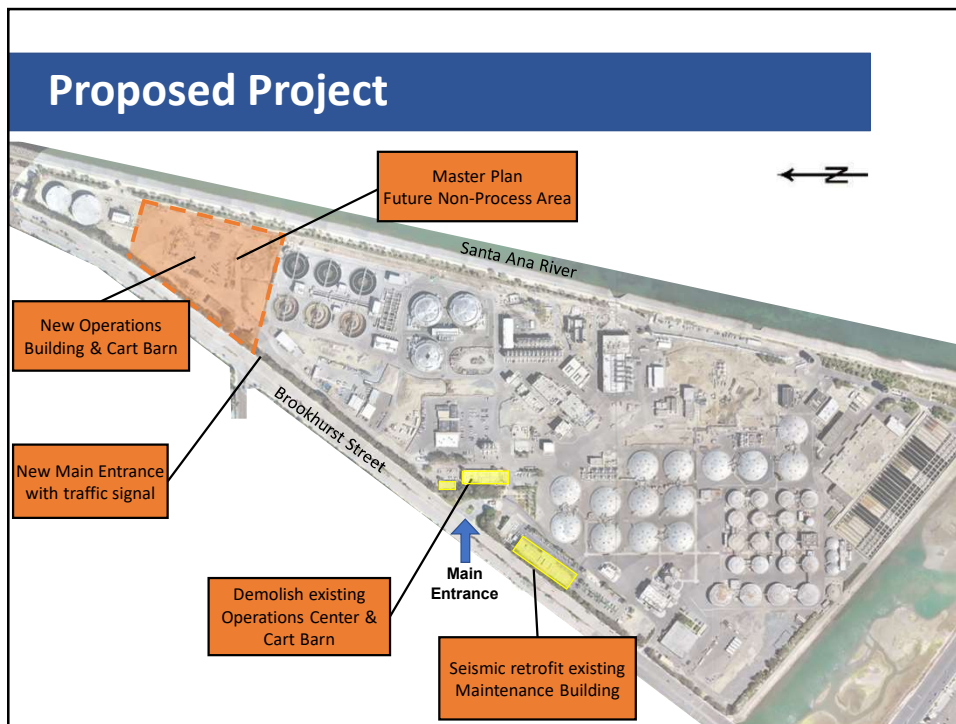 Proposed Project
Master Plan
Future Non-Process Area
N
Santa Ana River
New Operations
Building & Cart Barn
Brookhurst Street
New Main Entrance
with traffic signal
Main
Entrance
Demolish existing
Operations Center &
Cart Barn
Seismic retrofit existing
Maintenance Building